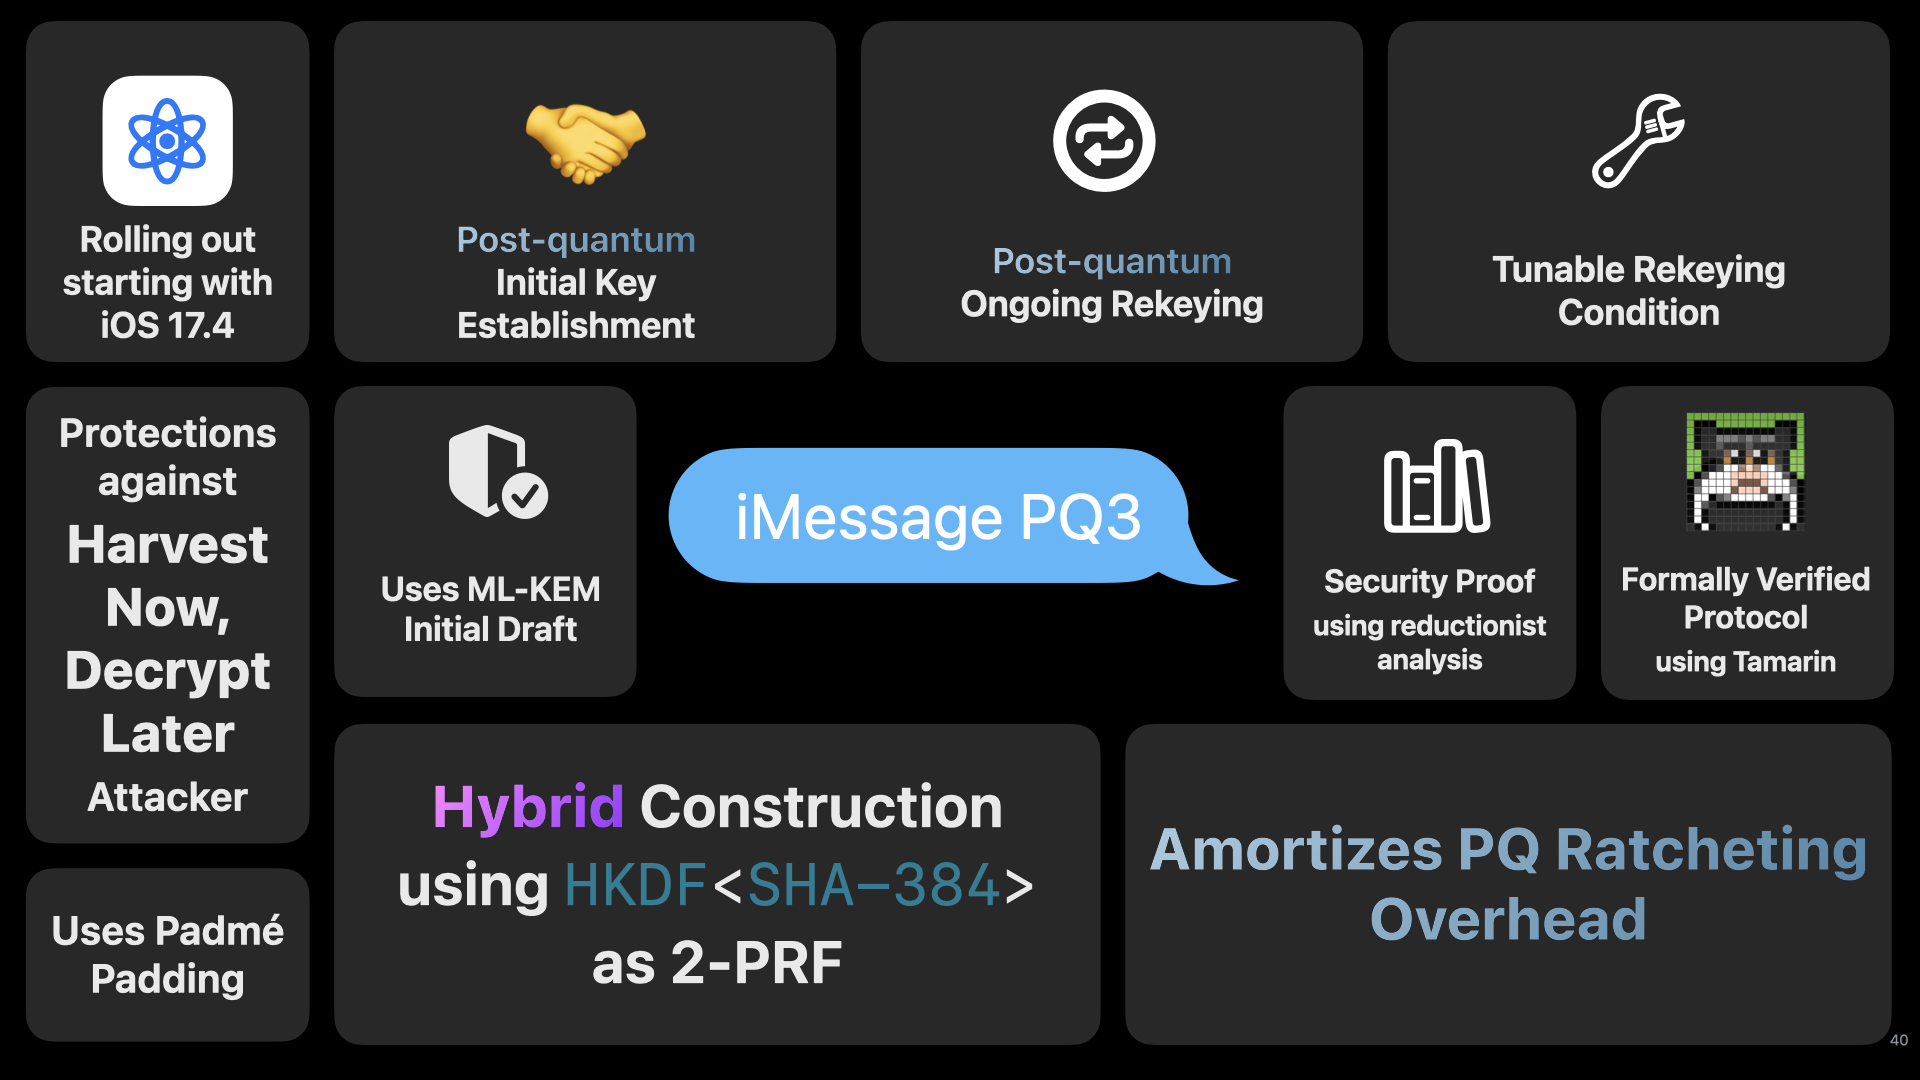 Rolling out
starting with
iOS 17.4
Post-quantum
Initial Key
Establishment
Post-quantum
Ongoing Rekeying
Tunable Rekeying
Condition
Protections
against
Harvest
Now,
Decrypt
Later
Attacker
Uses ML-KEM
Initial Draft
iMessage PQ3
Security Proof
using reductionist
analysis
Formally Verified
Protocol
using Tamarin
Uses Padmé
Padding
Hybrid Construction
using HKDF<SHA–384>
as 2-PRF
Amortizes PQ Ratcheting
Overhead
40